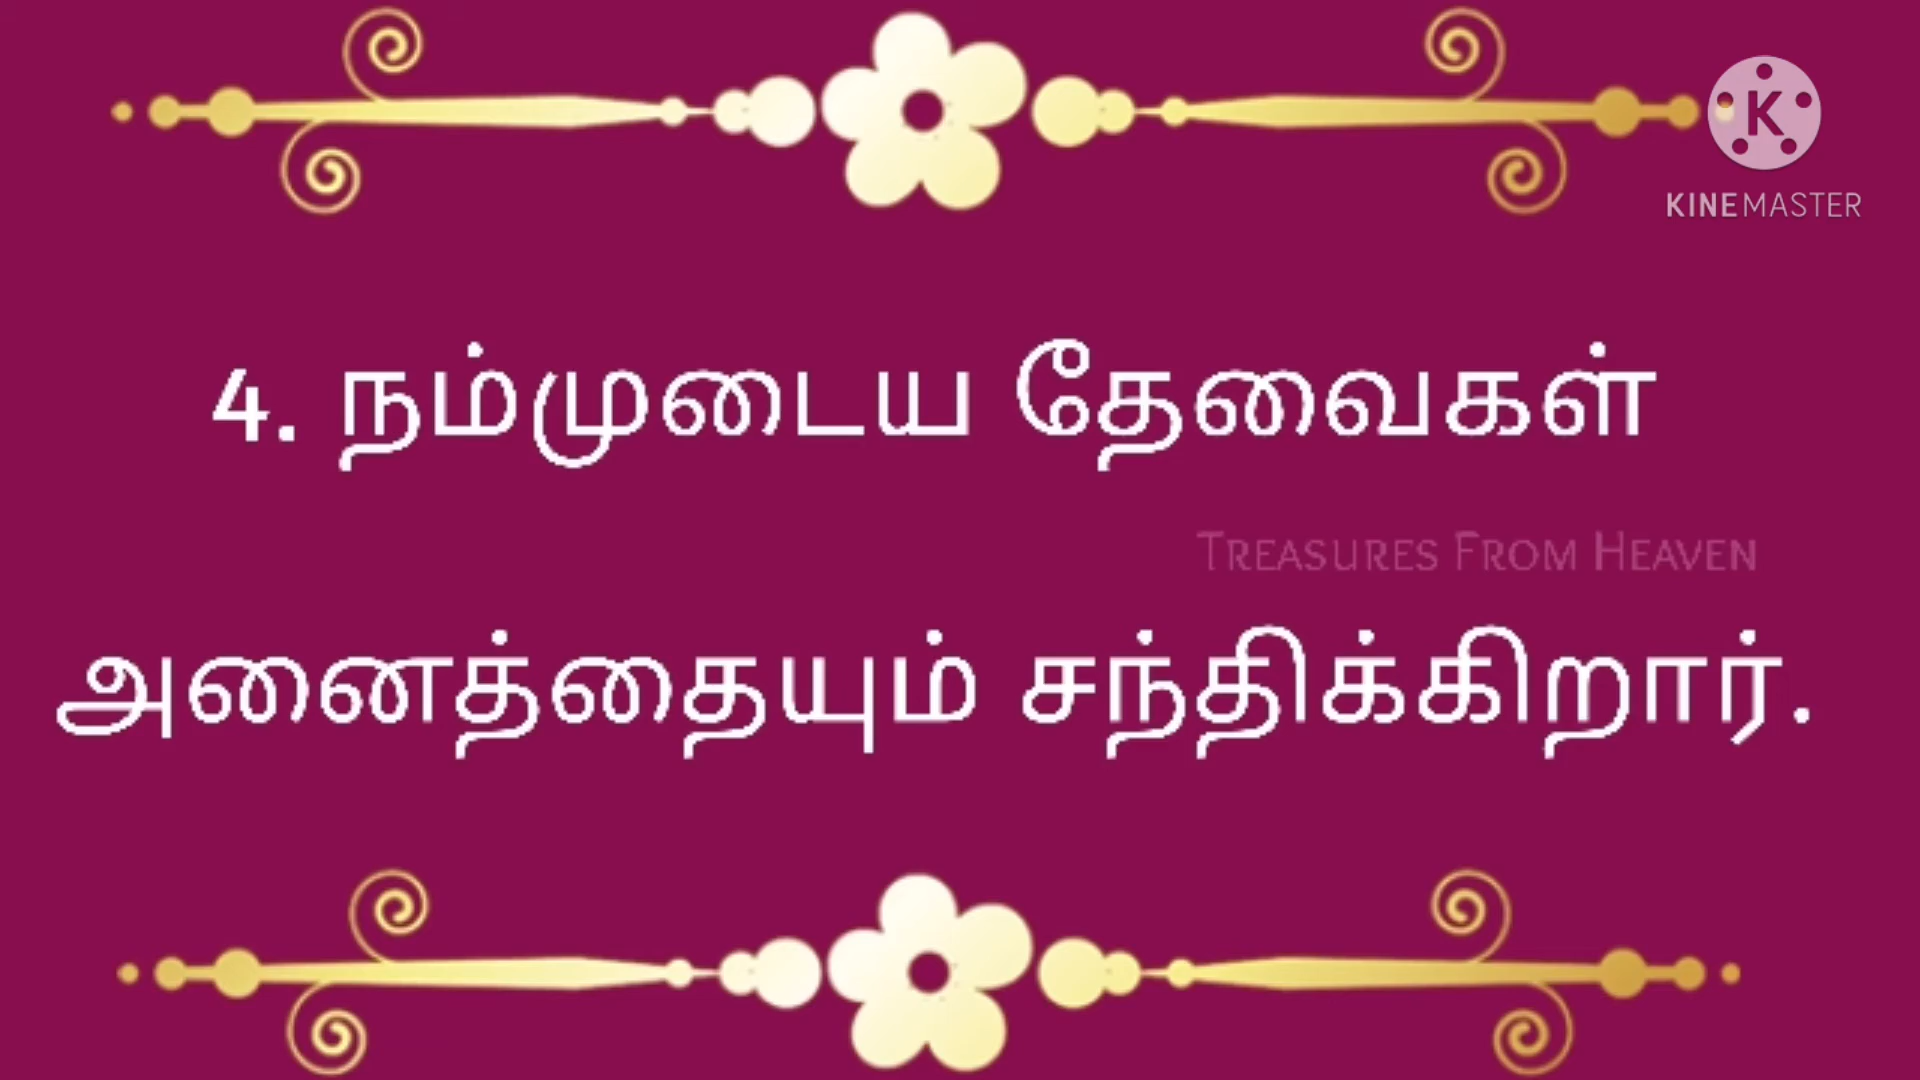 K
KINEMASTER
4. நம்முடைய தேவைகள்
TREASURES FROM HEAVEN
அனைத்தையும் சந்திக்கிறார்.